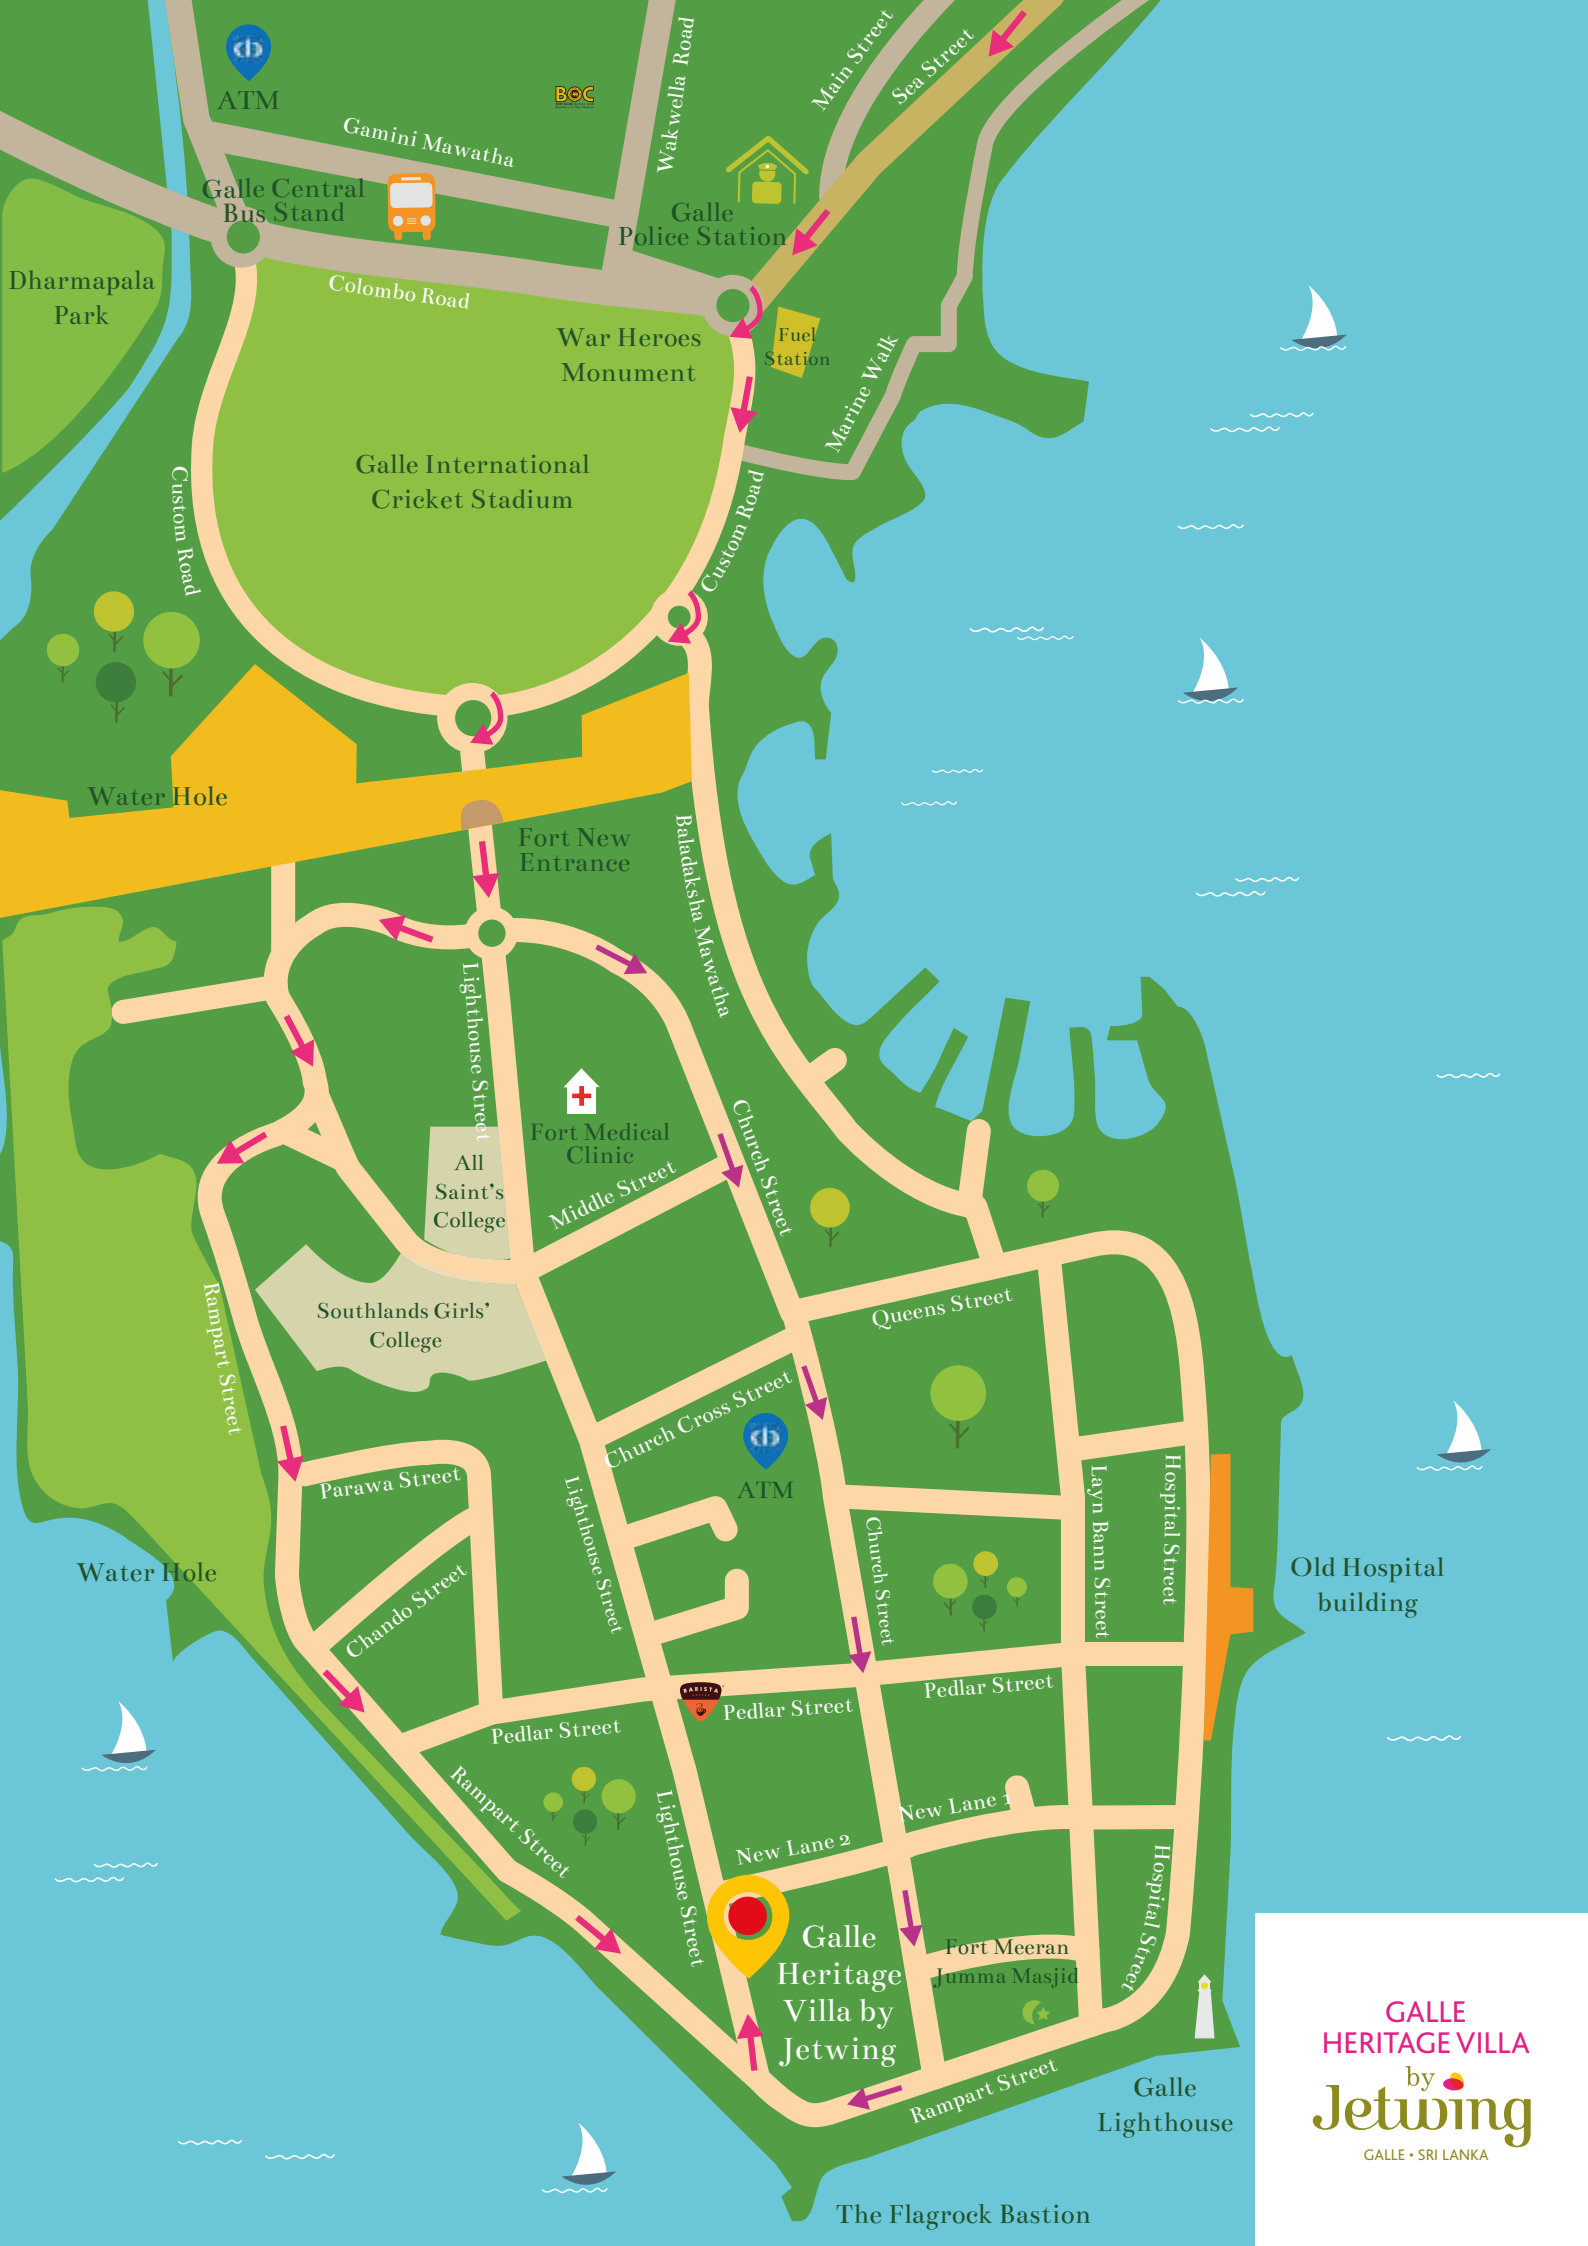 ATM
BOC
Gamini Mawatha
Wakwella Road
Main Street
Sea Street
Galle Central
Bus Stand
Galle
Police Station
Dharmapala
Park
Colombo Road
War Heroes
Monument
Fuel
Station
Marine Walk
Galle International
Cricket Stadium
Custom Road
Custom Road
Water Hole
Fort New
Entrance
Baladaksha Mawatha
Lighthouse Street
Fort Medical
Clinic
All
Saint's
College
Middle Street
Church Street
Southlands Girls'
College
Queens Street
Rampart Street
Church Cross Street
ATM
Parawa Street
Lighthouse Street
Church Street
Layn Bann Street
Hospital Street
Water Hole
Chando Street
Old Hospital
building
BARISTA
Pedlar Street
Pedlar Street
Pedlar Street
Rampart Street
Lighthouse Street
New Lane 1
New Lane 2
Hospital Street
Galle
Heritage
Villa by
Jetwing
Fort Meeran
Jumma Masjid
Rampart Street
Galle
Lighthouse
The Flagrock Bastion
GALLE
HERITAGE VILLA
by
Jetwing
GALLE • SRI LANKA